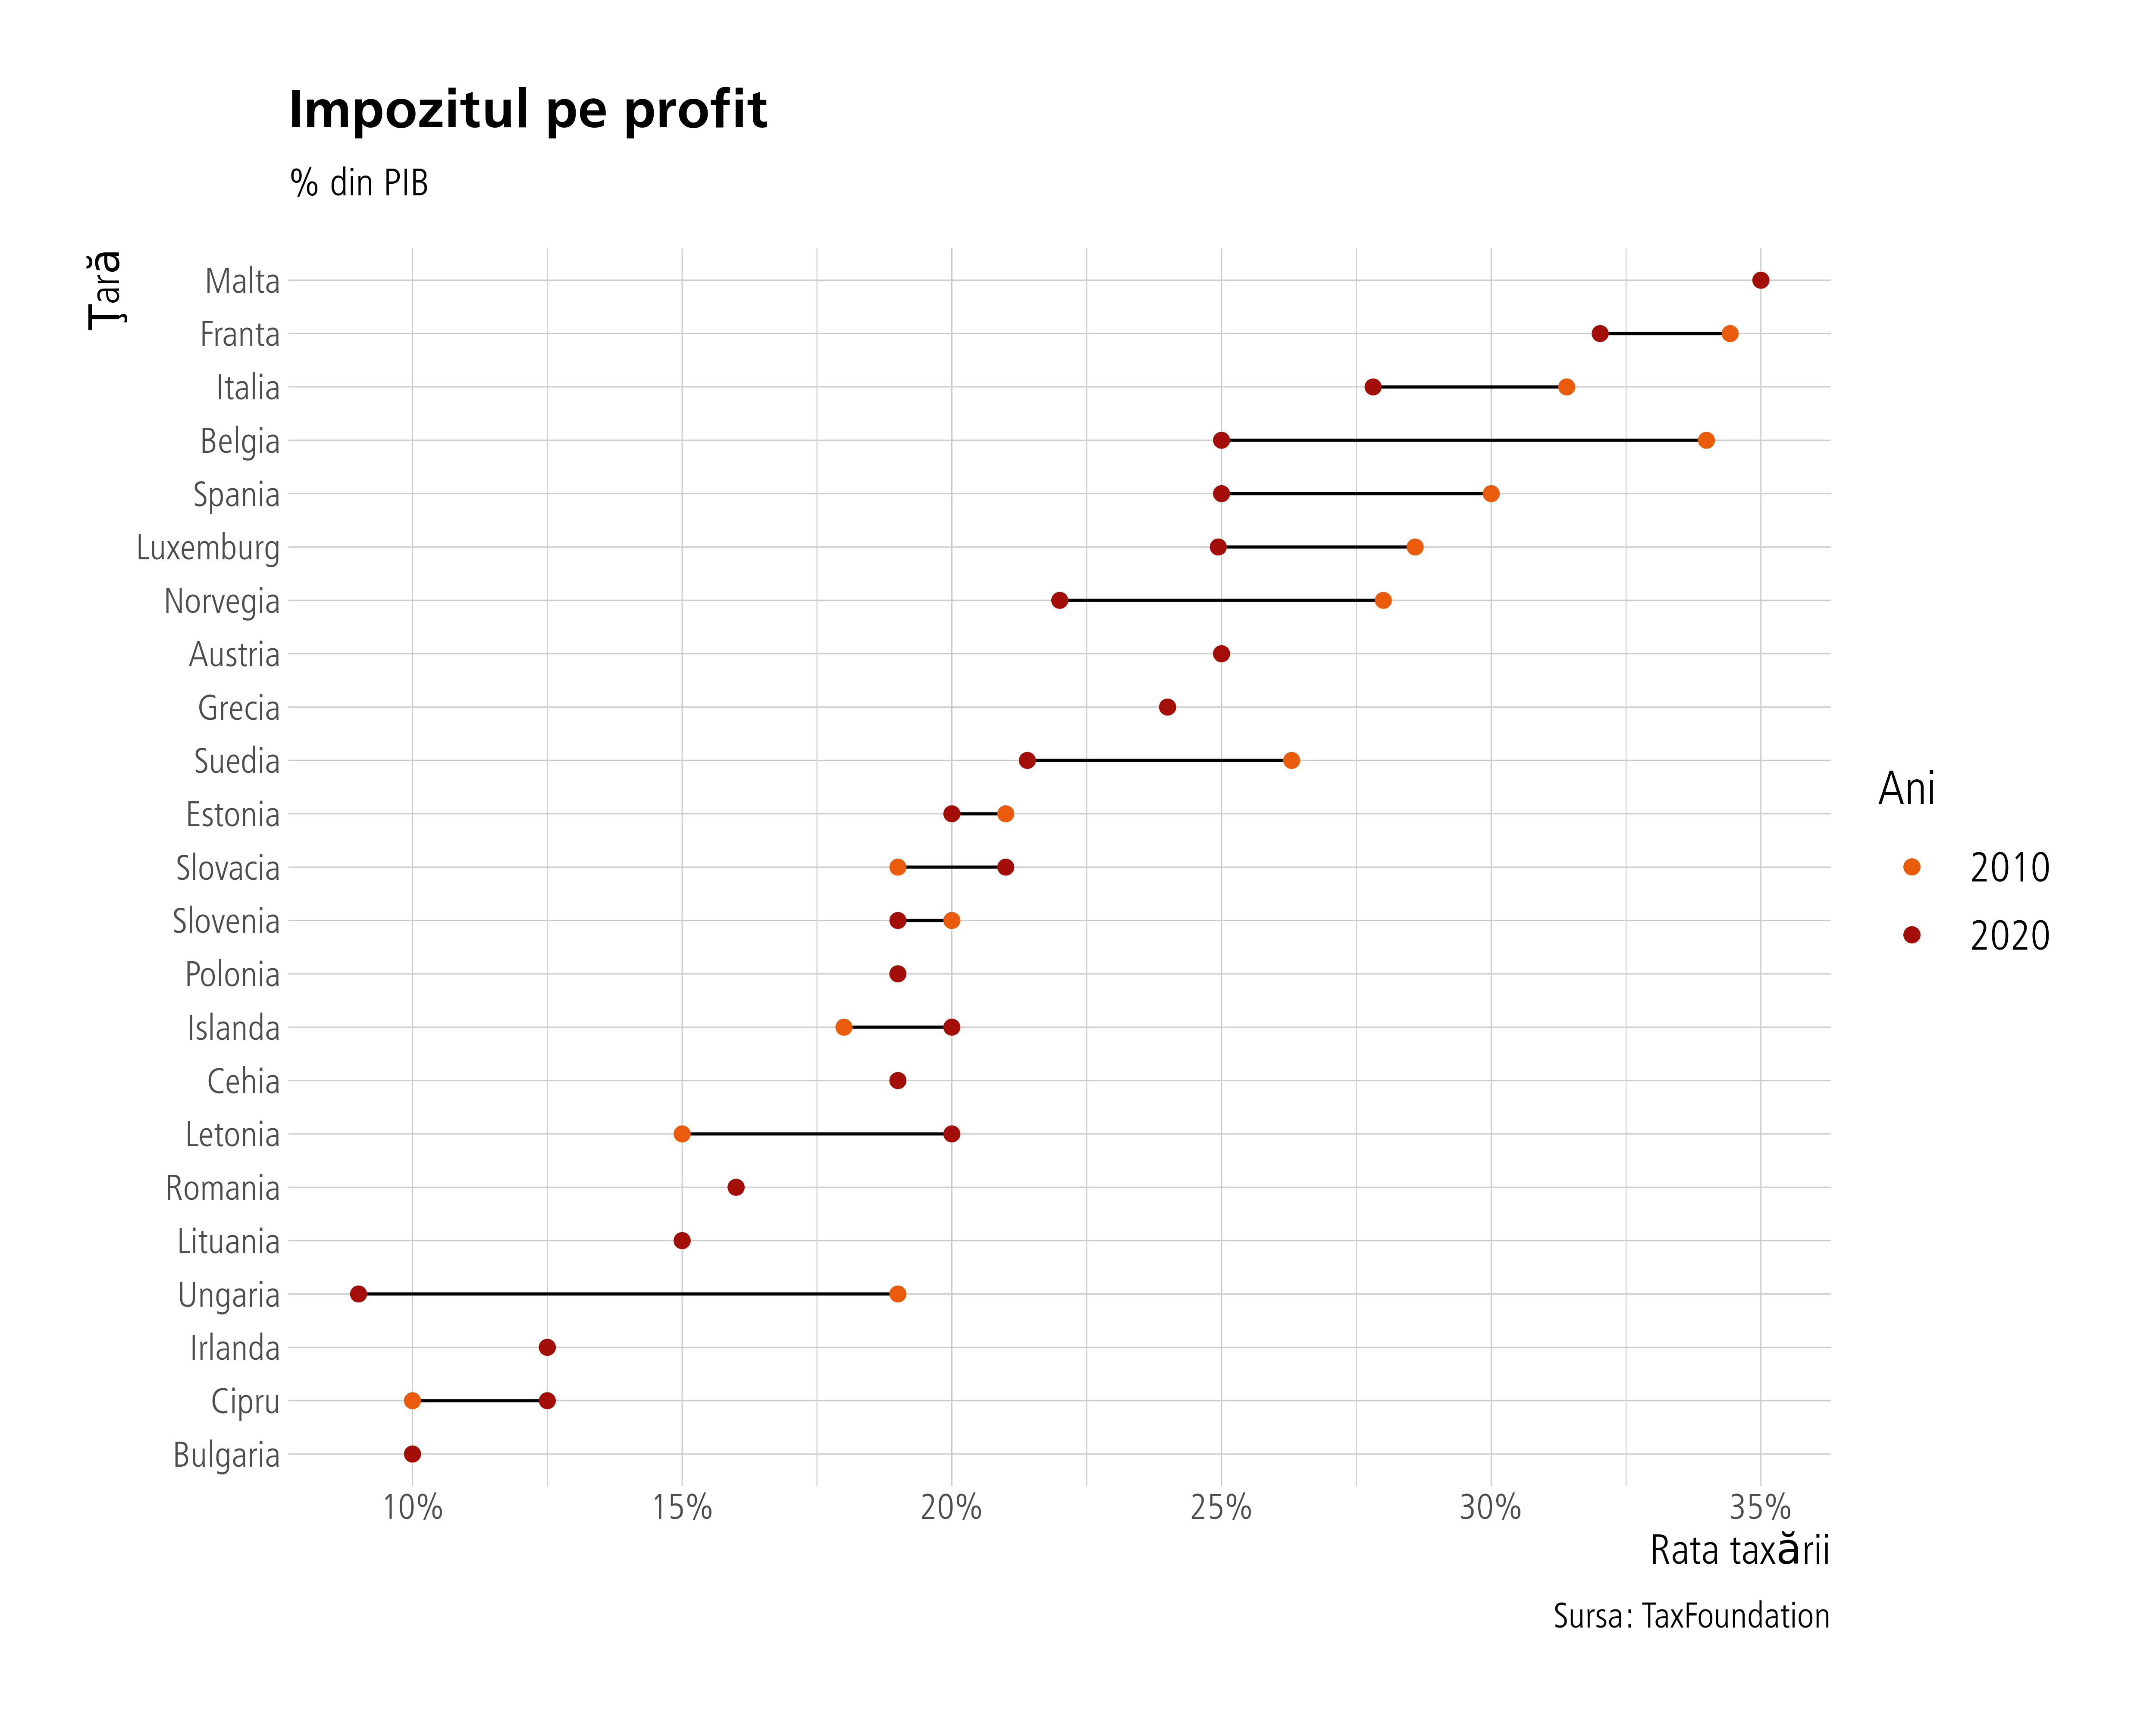 Impozitul pe profit
% din PIB
Ţară
Malta
Franta
Italia
Belgia
Spania
Luxemburg
Norvegia
Austria
Grecia
Suedia
Estonia
Slovacia
Slovenia
Polonia
Islanda
Cehia
Letonia
Romania
Lituania
Ungaria
Irlanda
Cipru
Bulgaria
10% 15% 20% 25% 30% 35%
Rata taxării
Sursa: TaxFoundation
Ani
2010
2020